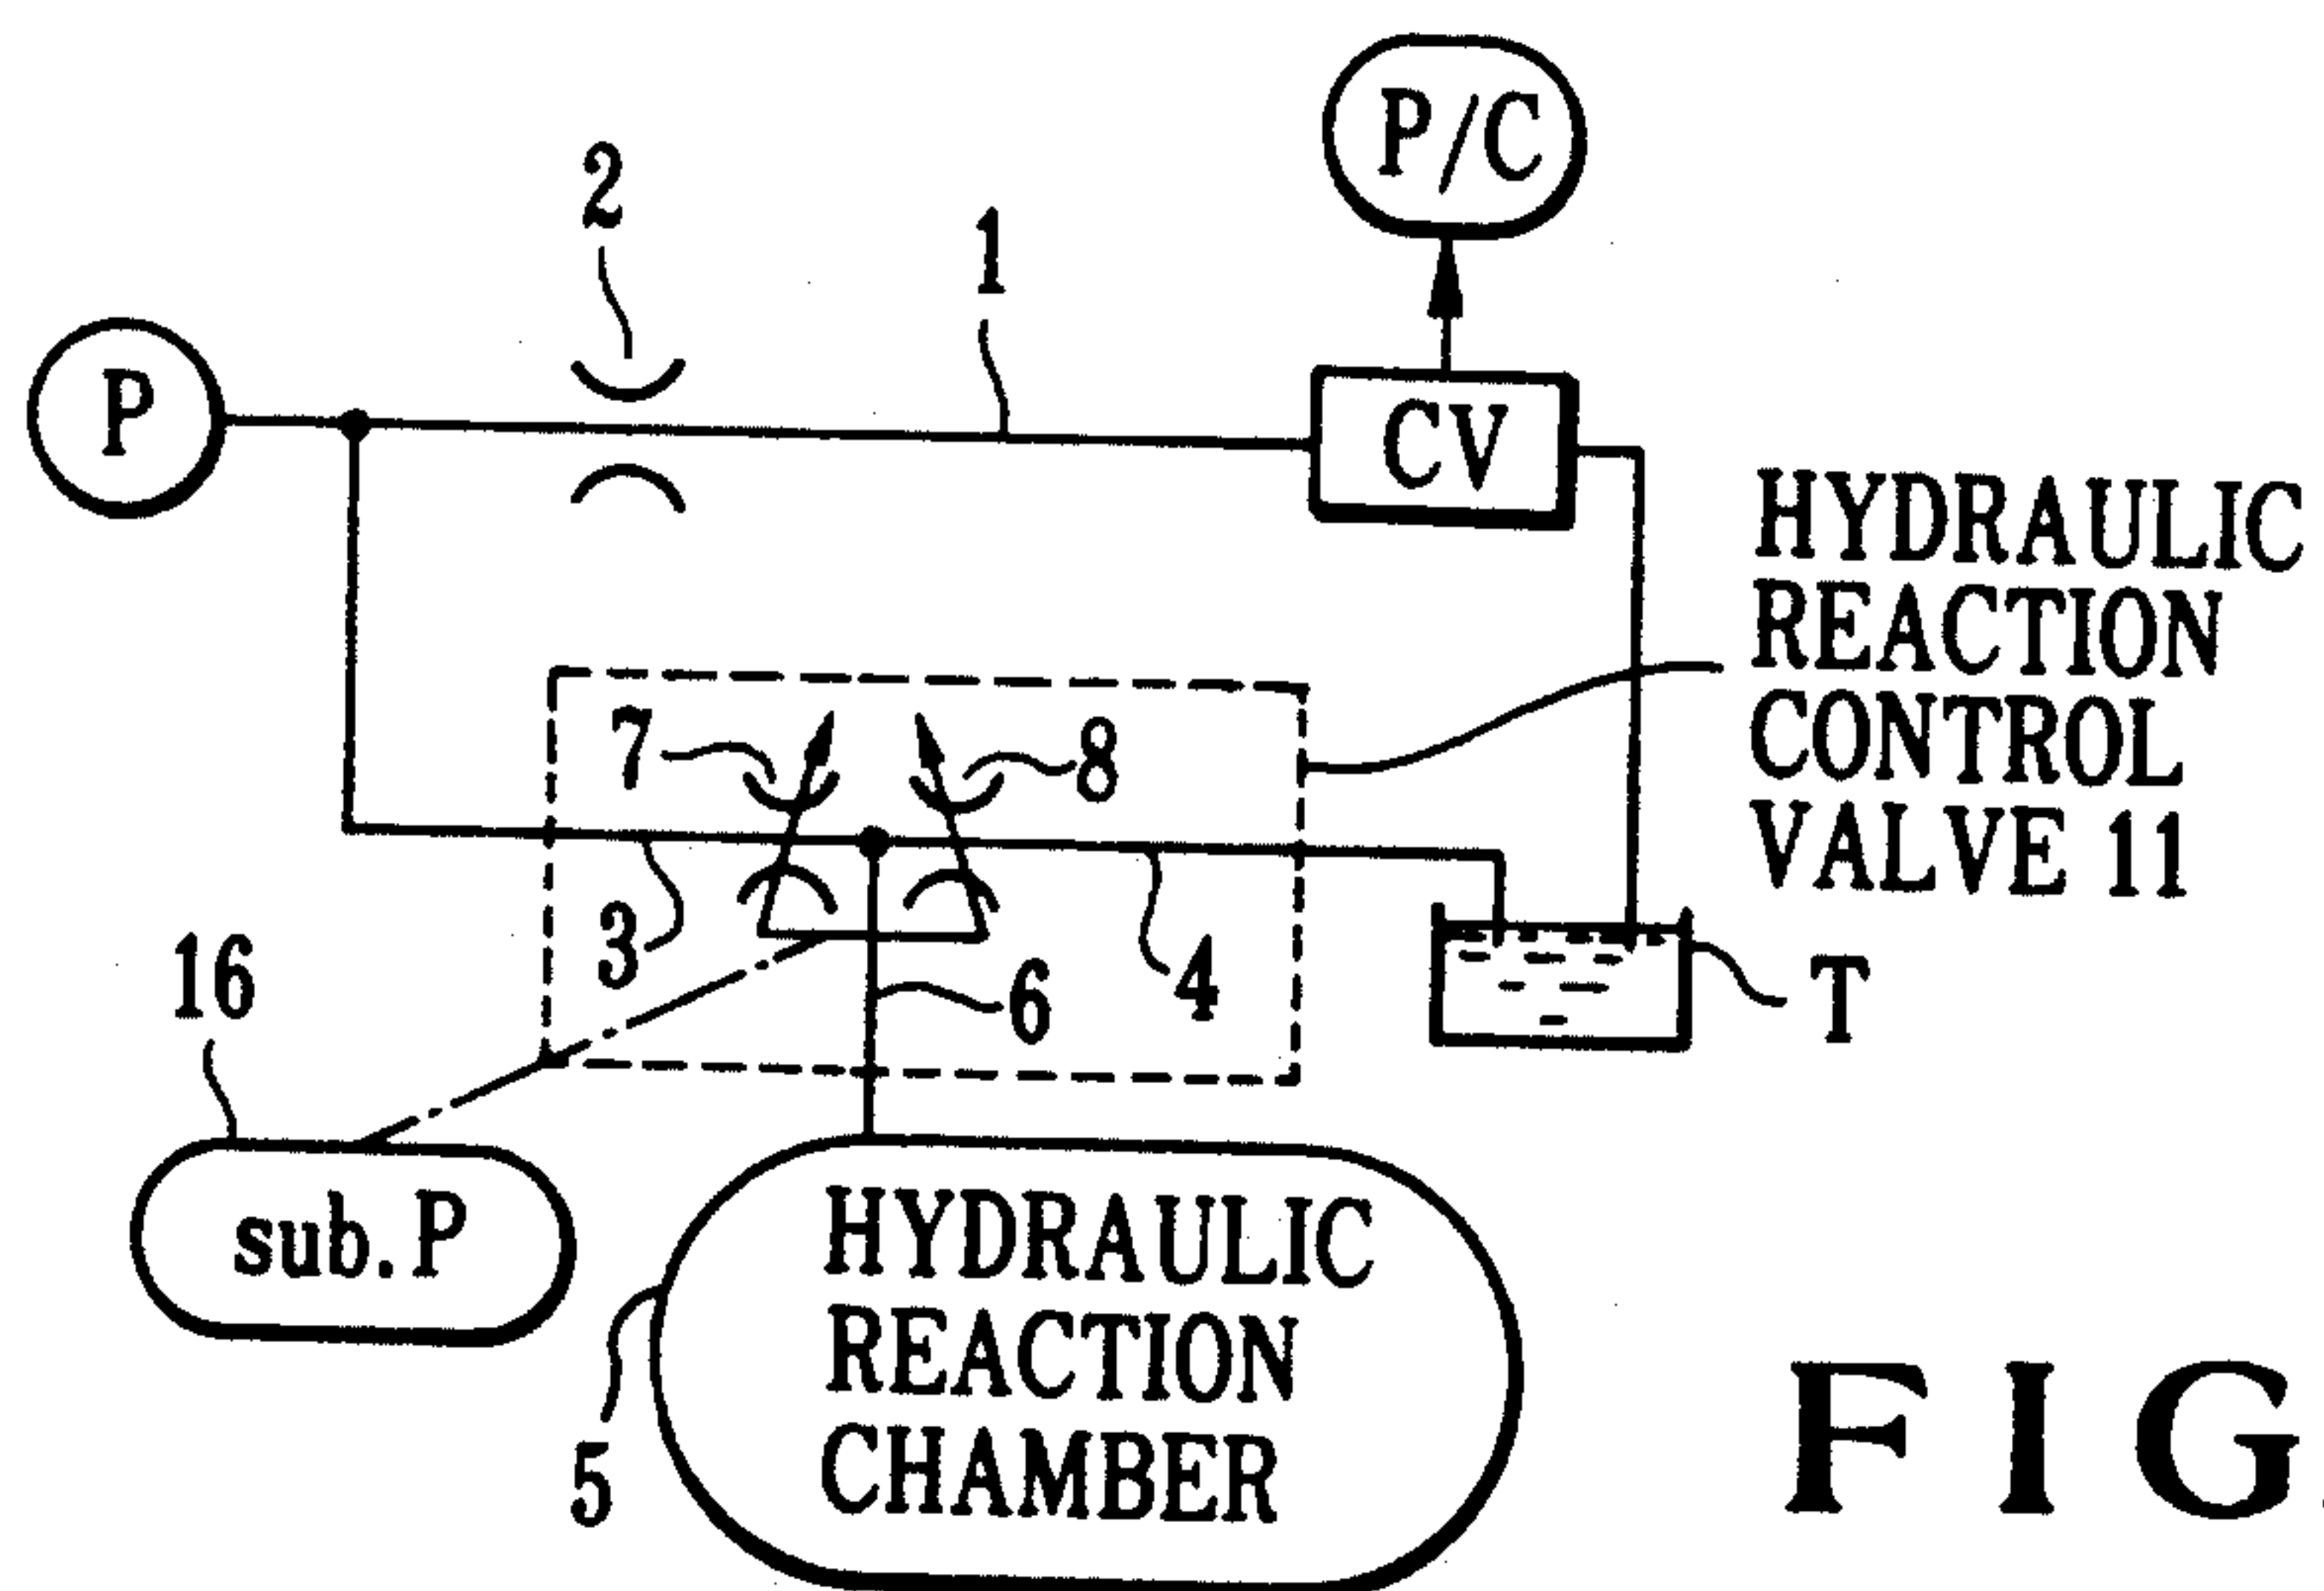 P/C
2
1
P
CV
HYDRAULIC
REACTION
CONTROL
VALVE 11
7
8
3
4
16
6
T
sub.P
HYDRAULIC
REACTION
CHAMBER
5
FIG.